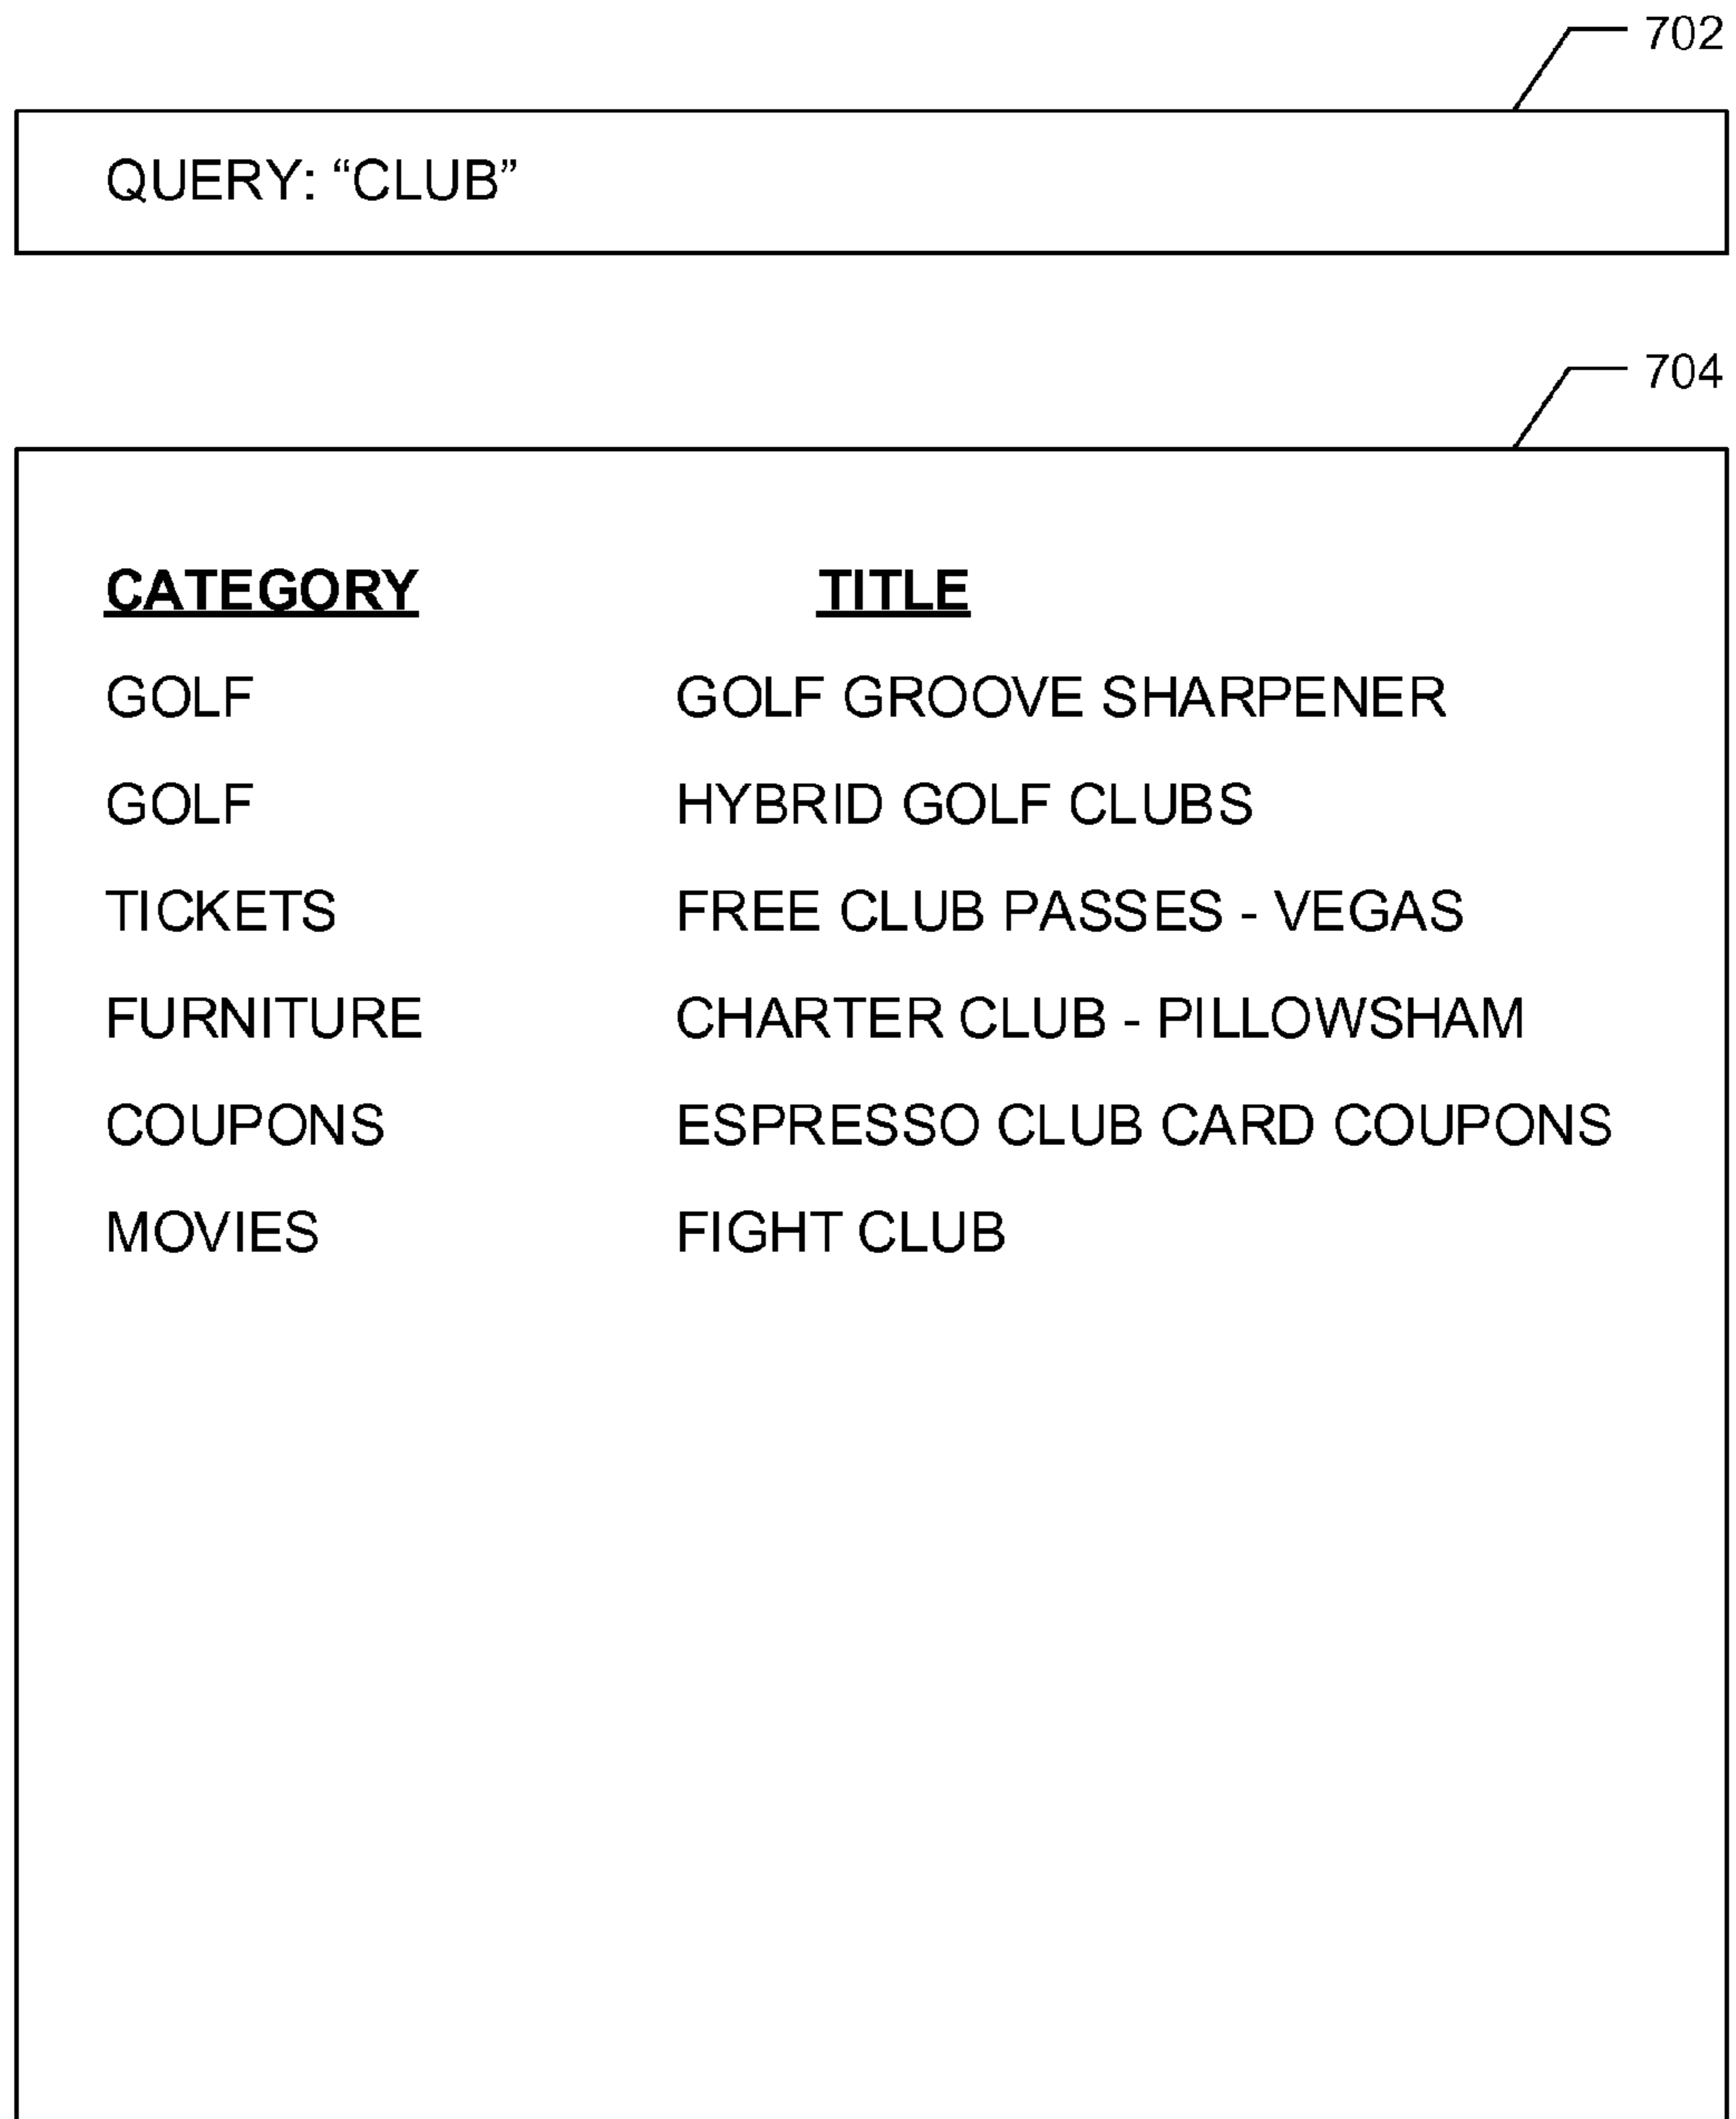 702
QUERY: “CLUB”
704
CATEGORY TITLE
GOLF GOLF GROOVE SHARPENER
GOLF HYBRID GOLF CLUBS
TICKETS FREE CLUB PASSES - VEGAS
FURNITURE CHARTER CLUB - PILLOWSHAM
COUPONS ESPRESSO CLUB CARD COUPONS
MOVIES FIGHT CLUB